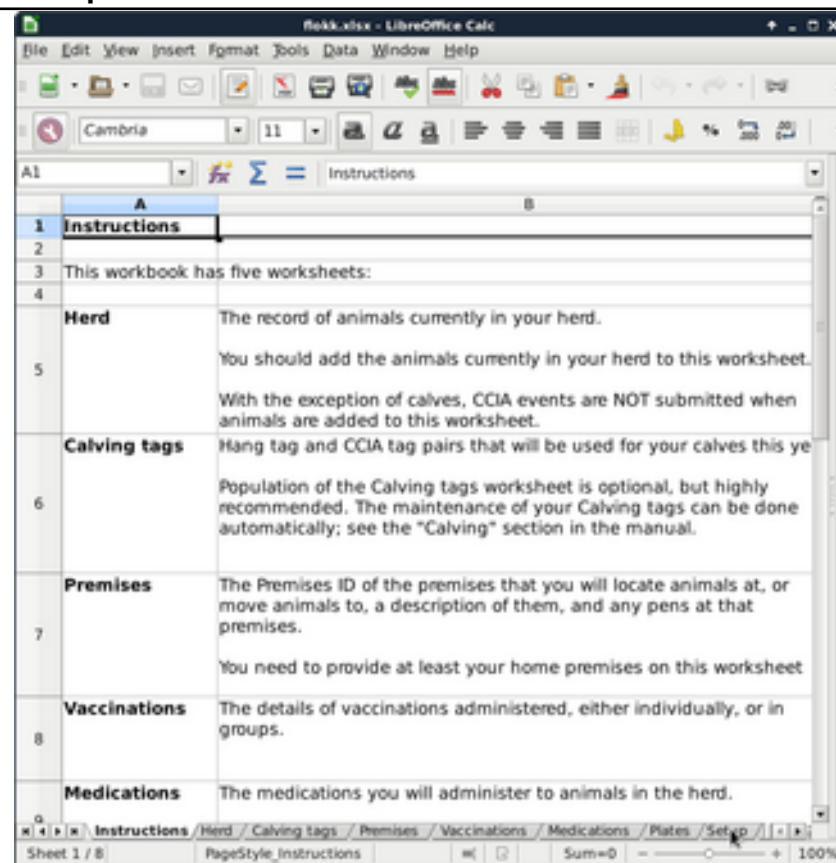 flokk.xlsx - LibreOffice Calc
File Edit View Insert Format Tools Data Window Help
Cambria 11
A1 Instructions
A B
1 Instructions
2
3 This workbook has five worksheets:
4
Herd The record of animals currently in your herd.
You should add the animals currently in your herd to this worksheet.
5
With the exception of calves, CCIA events are NOT submitted when
animals are added to this worksheet.
Calving tags Hang tag and CCIA tag pairs that will be used for your calves this ye
Population of the Calving tags worksheet is optional, but highly
6 recommended. The maintenance of your Calving tags can be done
automatically; see the "Calving" section in the manual.
Premises The Premises ID of the premises that you will locate animals at, or
move animals to, a description of them, and any pens at that
premises.
7
You need to provide at least your home premises on this worksheet
Vaccinations The details of vaccinations administered, either individually, or in
groups.
8
Medications The medications you will administer to animals in the herd.
9
Instructions Herd Calving tags Premises Vaccinations Medications Plates Setup
Sheet 1 / 8 PageStyle_Instructions Sum=0 100%